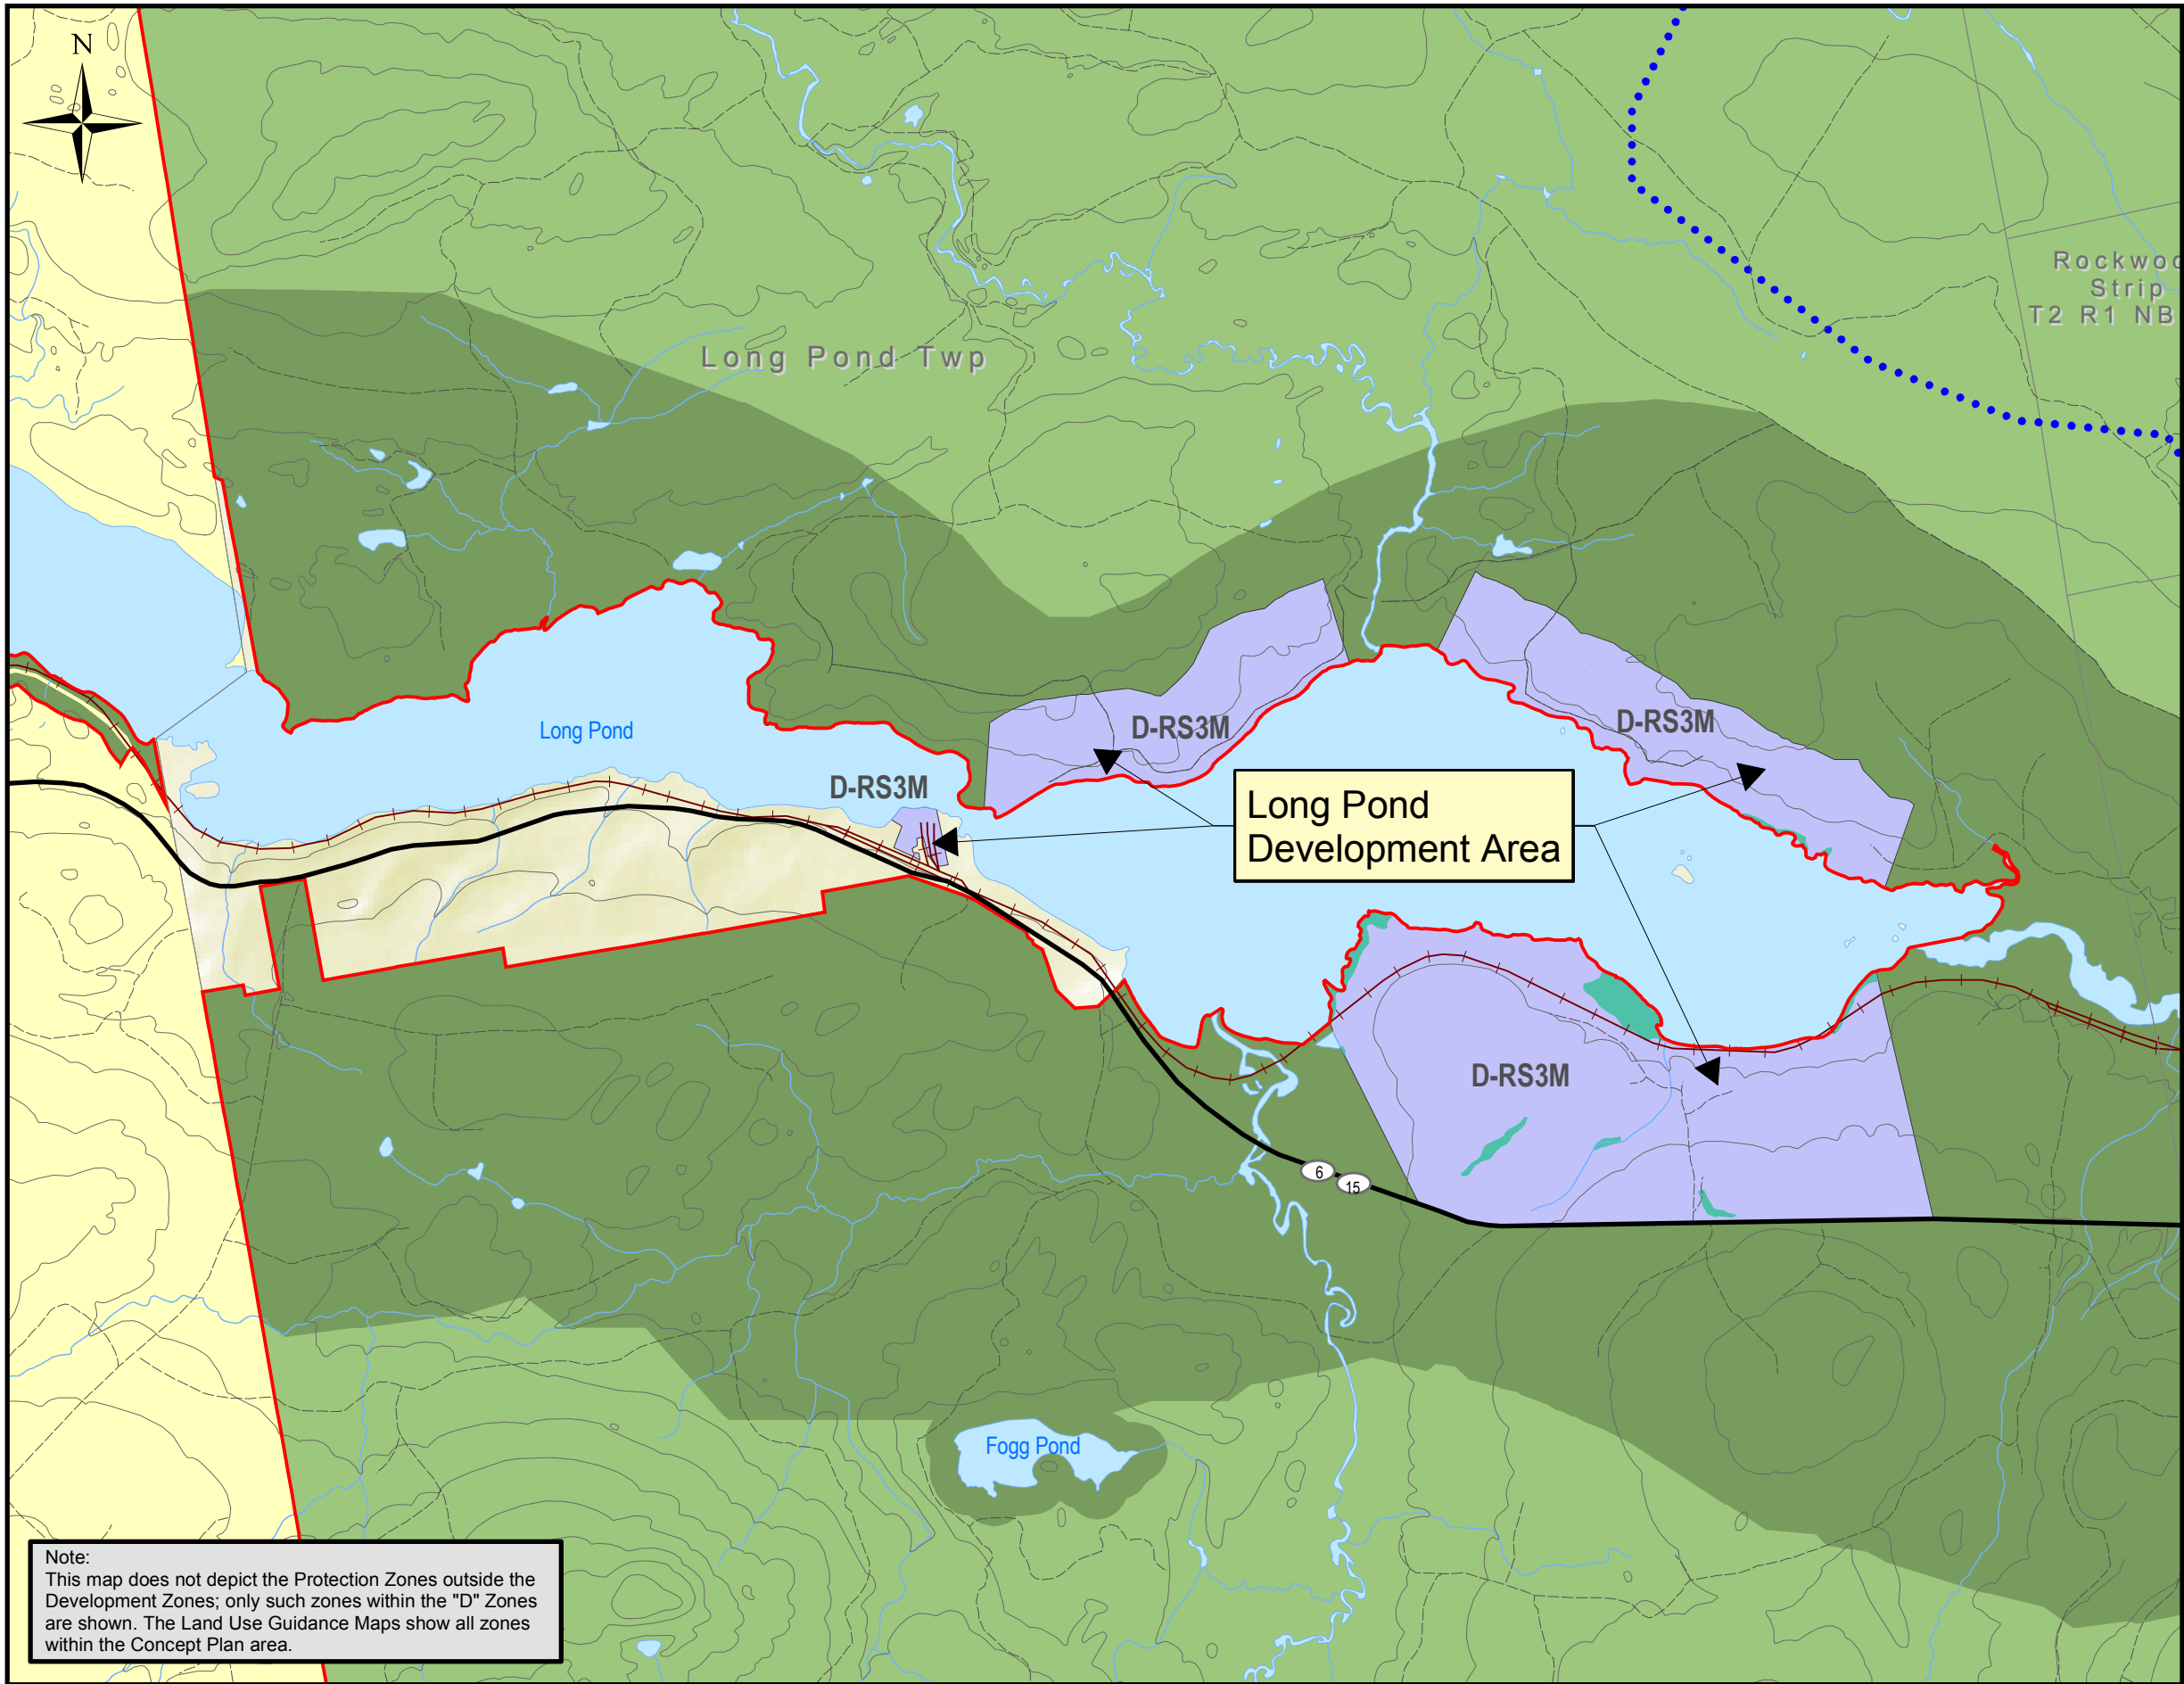 N
Rockwoo
Strip
T2 R1 NB
Long Pond Twp
Long Pond
D-RS3M
D-RS3M
D-RS3M
Long Pond
Development Area
D-RS3M
6
15
Fogg Pond
Note:
This map does not depict the Protection Zones outside the
Development Zones; only such zones within the "D" Zones
are shown. The Land Use Guidance Maps show all zones
within the Concept Plan area.